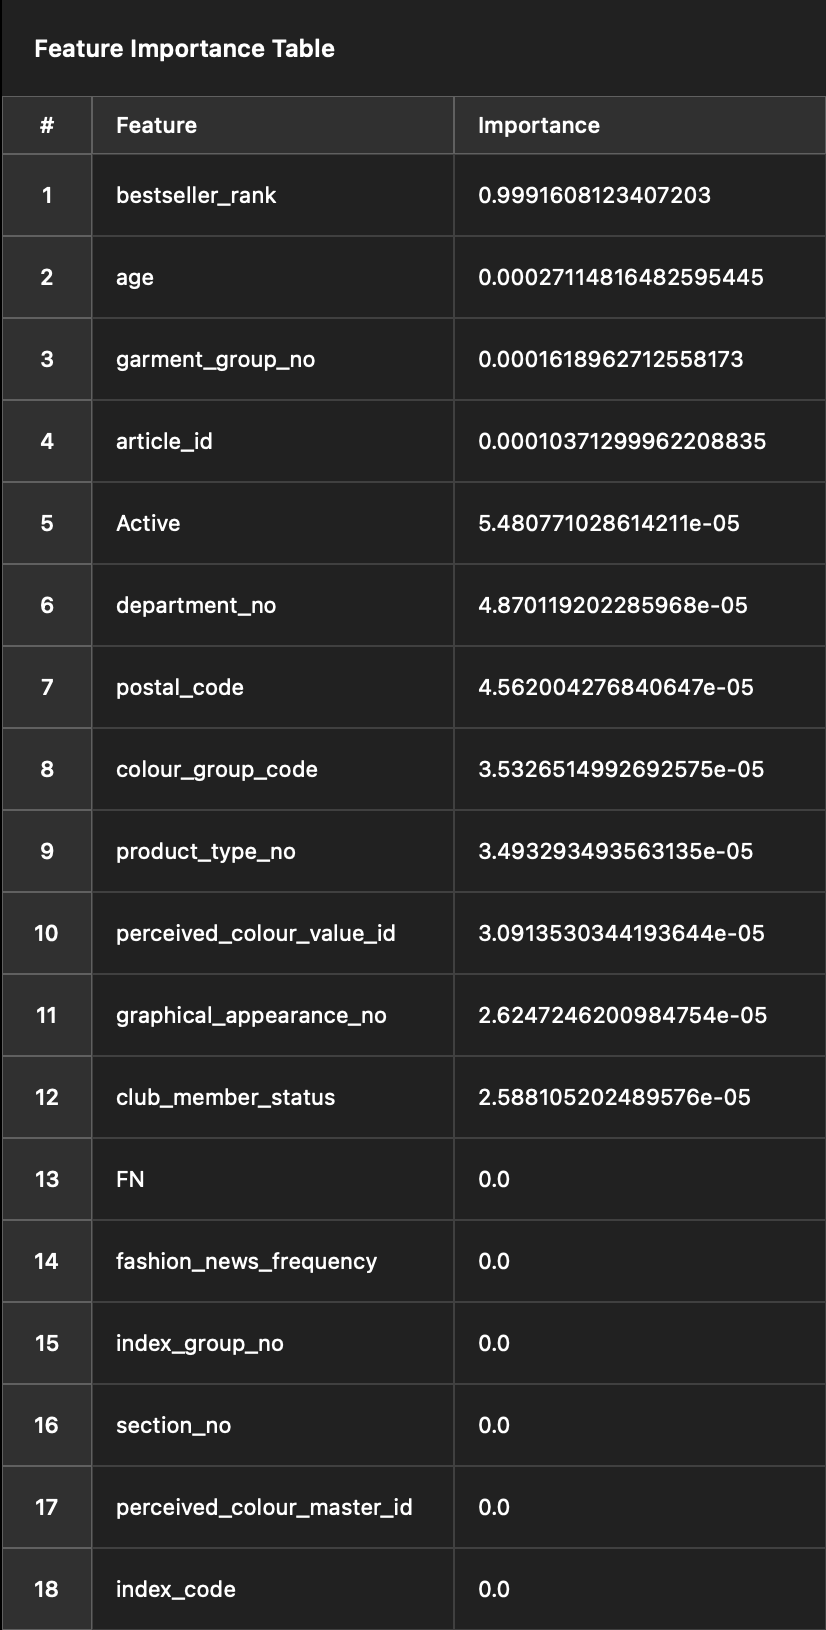 Feature Importance Table
# Feature Importance
1 bestseller_rank 0.9991608123407203
2 age 0.00027114816482595445
3 garment_group_no 0.0001618962712558173
4 article_id 0.00010371299962208835
5 Active 5.480771028614211e-05
6 department_no 4.870119202285968e-05
7 postal_code 4.562004276840647e-05
8 colour_group_code 3.5326514992692575e-05
9 product_type_no 3.493293493563135e-05
10 perceived_colour_value_id 3.0913530344193644e-05
11 graphical_appearance_no 2.6247246200984754e-05
12 club_member_status 2.588105202489576e-05
13 FN 0.0
14 fashion_news_frequency 0.0
15 index_group_no 0.0
16 section_no 0.0
17 perceived_colour_master_id 0.0
18 index_code 0.0